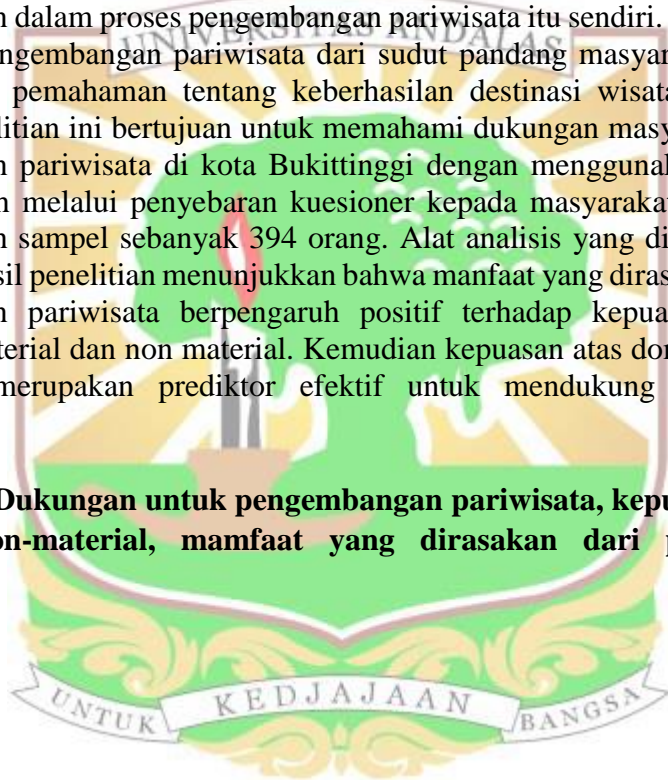 n dalam proses pengembangan pariwisata itu sendiri.
UNIVERSITAS ANDALAS
ngembangan pariwisata dari sudut pandang masyar
pemahaman tentang keberhasilan destinasi wisata
litian ini bertujuan untuk memahami dukungan masy
n pariwisata di kota Bukittinggi dengan menggunak
n melalui penyebaran kuesioner kepada masyarakat
n sampel sebanyak 394 orang. Alat analisis yang di
sil penelitian menunjukkan bahwa manfaat yang diras
n pariwisata berpengaruh positif terhadap kepua
terial dan non material. Kemudian kepuasan atas dor
merupakan prediktor efektif untuk mendukung
Dukungan untuk pengembangan pariwisata, kepu
on-material, mamfaat yang dirasakan dari p
UNTUK KEDJAJAAN BANGSA